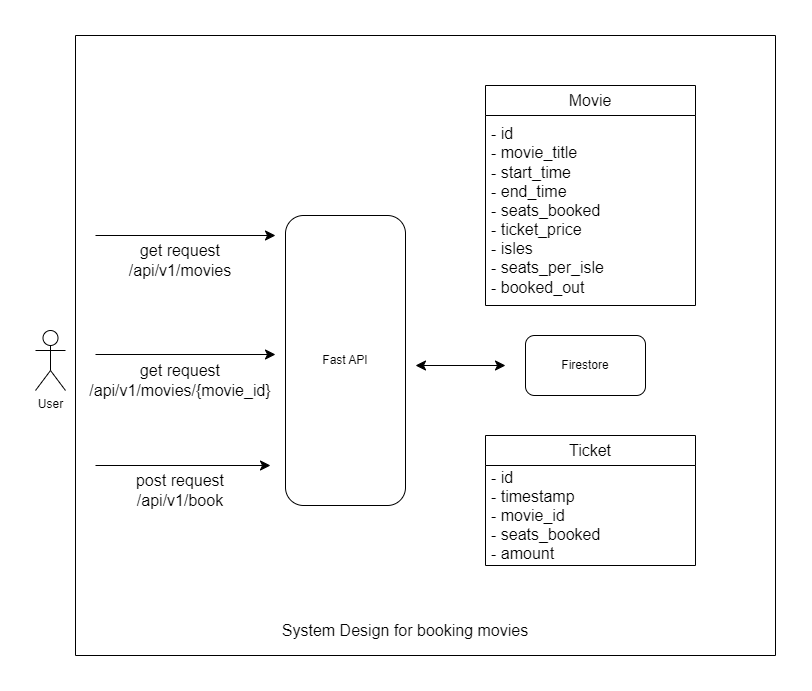 Movie
- id
- movie_title
- start_time
- end_time
- seats_booked
- ticket_price
- isles
- seats_per_isle
- booked_out
get request
/api/v1/movies
get request
/api/v1/movies/{movie_id}
post request
/api/v1/book
User
Fast API
Firestore
Ticket
- id
- timestamp
- movie_id
- seats_booked
- amount
System Design for booking movies